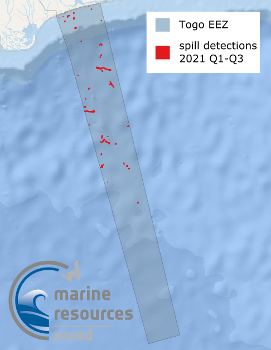 Togo EEZ
spill detections
2021 Q1-Q3
marine
resources